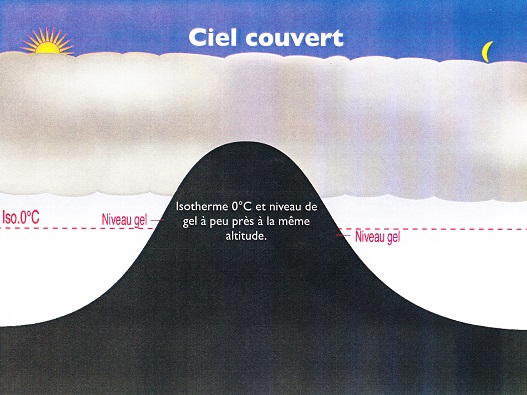 Ciel couvert
Iso.0°C
Niveau gel
Isotherme 0°C et niveau de
gel à peu près à la même
altitude.
Niveau gel